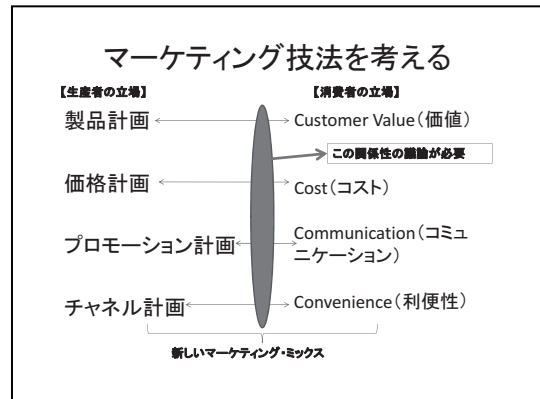 マーケティング技法を考える
【生産者の立場】
【消費者の立場】
製品計画
Customer Value(価値)
この関係性の議論が必要
価格計画
Cost(コスト)
プロモーション計画
Communication(コミュ
ニケーション)
チャネル計画
Convenience(利便性)
新しいマーケティング・ミックス